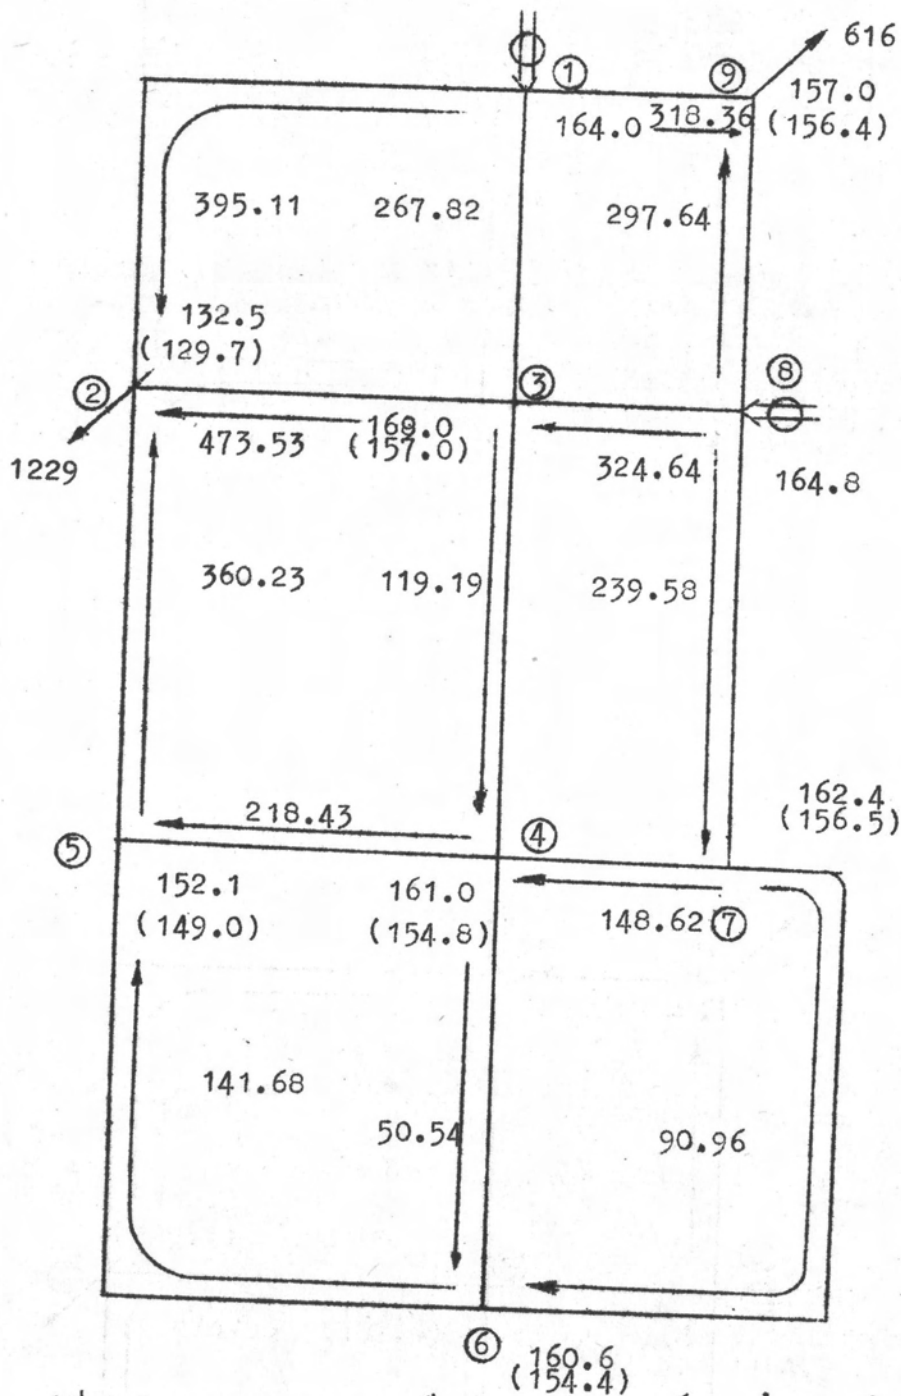 616
① ⑨ 157.0
164.0 318.36 (156.4)
395.11 267.82 297.64
132.5
(129.7)
② ③ ⑧
473.53 (157.0) 324.64
1229 164.8
360.23 119.19 239.58
218.43 162.4
(156.5)
⑤ ④
152.1 161.0
(149.0) (154.8) 148.62 ⑦
141.68 50.54 90.96
⑥ 160.6
(154.4)